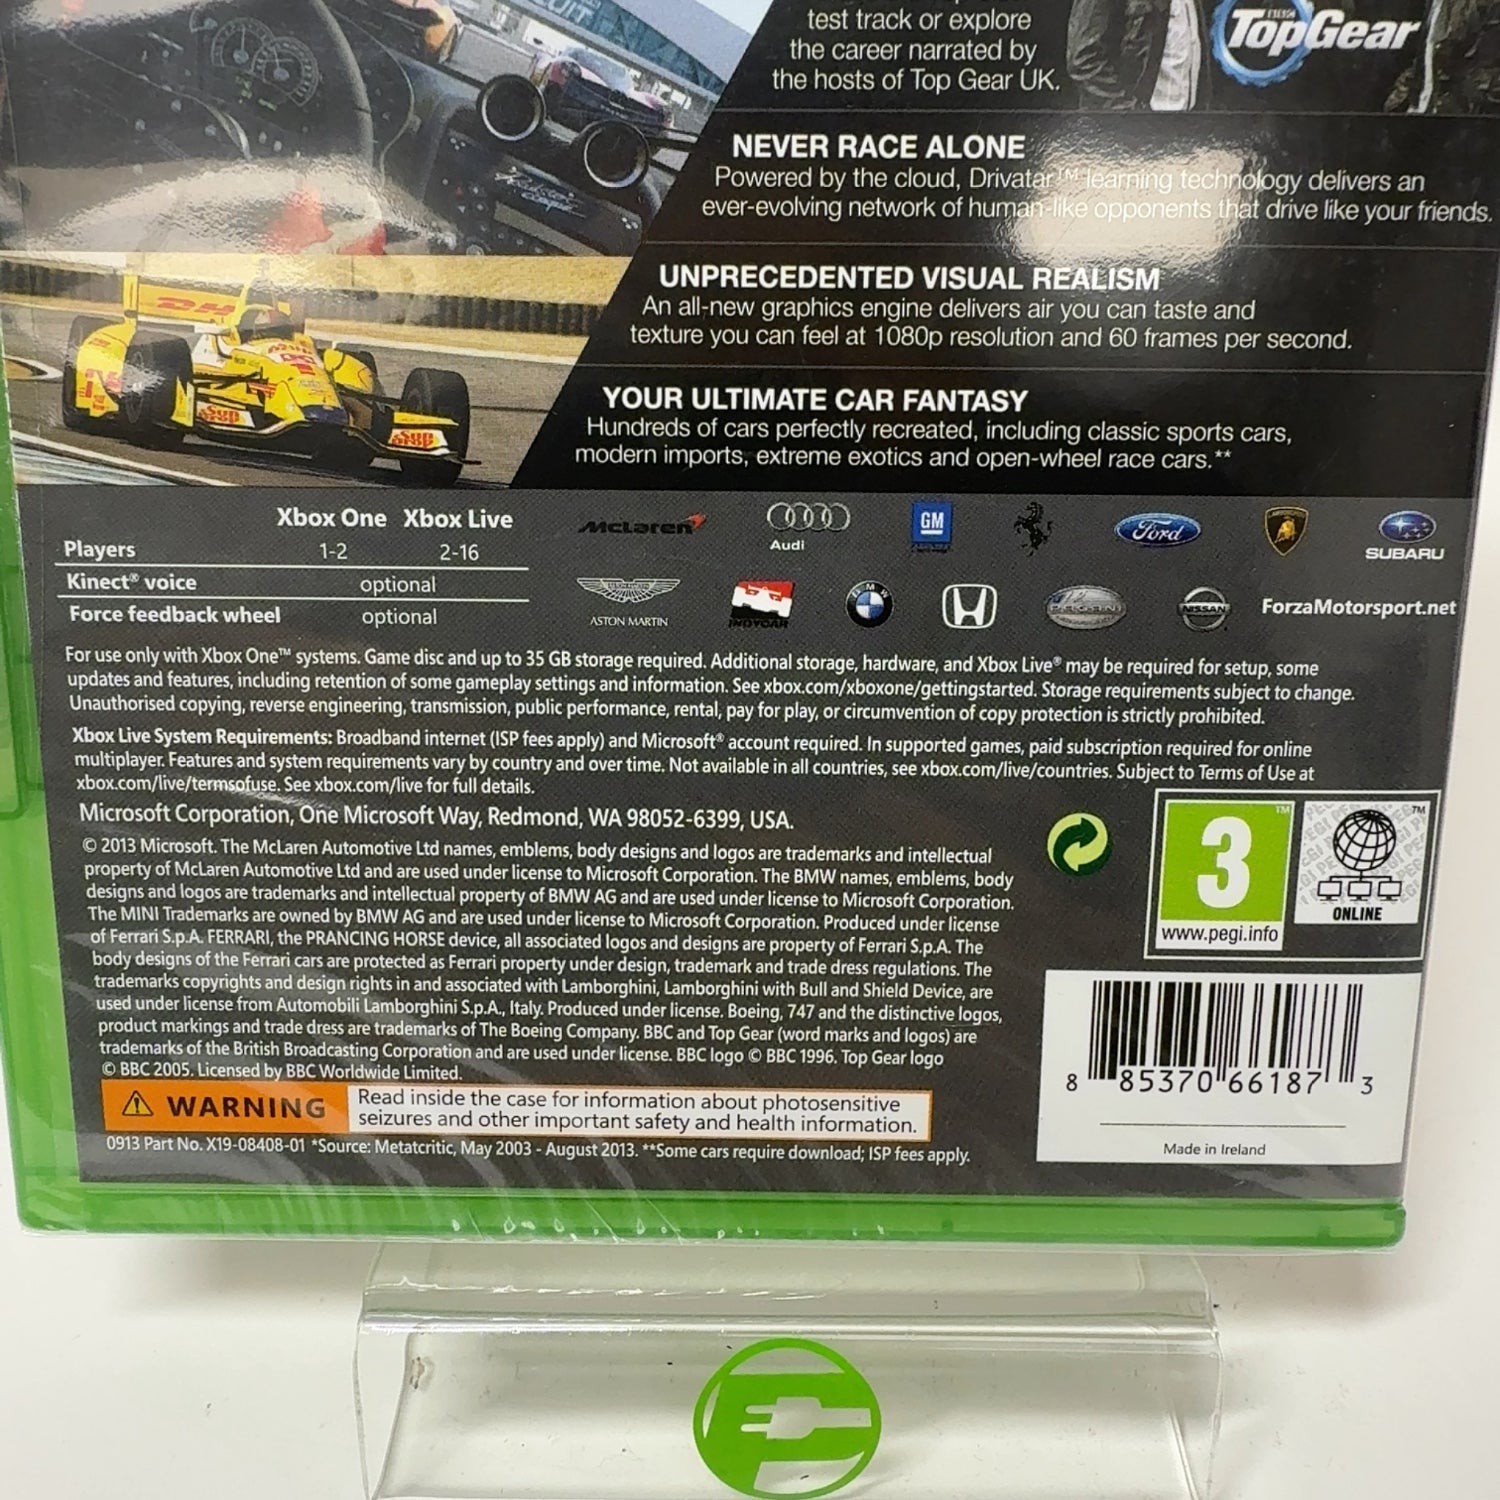 test track or explore
the career narrated by
the hosts of Top Gear UK.
BBC
TopGear
NEVER RACE ALONE
Powered by the cloud, Drivatar™ learning technology delivers an
ever-evolving network of human-like opponents that drive like your friends.
UNPRECEDENTED VISUAL REALISM
An all-new graphics engine delivers air you can taste and
texture you can feel at 1080p resolution and 60 frames per second.
YOUR ULTIMATE CAR FANTASY
Hundreds of cars perfectly recreated, including classic sports cars,
modern imports, extreme exotics and open-wheel race cars.**
DHL
Sun
Drop
Sun
Drop
Xbox One Xbox Live
Players 1-2 2-16
Kinect® voice optional
Force feedback wheel optional
McLaren
Audi
GM
Ford
LAMBORGHINI
SUBARU
ASTON MARTIN
INDYCAR
BMW
PAGANI
NISSAN
ForzaMotorsport.net
For use only with Xbox One™ systems. Game disc and up to 35 GB storage required. Additional storage, hardware, and Xbox Live® may be required for setup, some
updates and features, including retention of some gameplay settings and information. See xbox.com/xboxone/gettingstarted. Storage requirements subject to change.
Unauthorised copying, reverse engineering, transmission, public performance, rental, pay for play, or circumvention of copy protection is strictly prohibited.
Xbox Live System Requirements: Broadband internet (ISP fees apply) and Microsoft® account required. In supported games, paid subscription required for online
multiplayer. Features and system requirements vary by country and over time. Not available in all countries, see xbox.com/live/countries. Subject to Terms of Use at
xbox.com/live/termsofuse. See xbox.com/live for full details.
Microsoft Corporation, One Microsoft Way, Redmond, WA 98052-6399, USA.
© 2013 Microsoft. The McLaren Automotive Ltd names, emblems, body designs and logos are trademarks and intellectual
property of McLaren Automotive Ltd and are used under license to Microsoft Corporation. The BMW names, emblems, body
designs and logos are trademarks and intellectual property of BMW AG and are used under license to Microsoft Corporation.
The MINI Trademarks are owned by BMW AG and are used under license to Microsoft Corporation. Produced under license
of Ferrari S.p.A. FERRARI, the PRANCING HORSE device, all associated logos and designs are property of Ferrari S.p.A. The
body designs of the Ferrari cars are protected as Ferrari property under design, trademark and trade dress regulations. The
trademarks copyrights and design rights in and associated with Lamborghini, Lamborghini with Bull and Shield Device, are
used under license from Automobili Lamborghini S.p.A., Italy. Produced under license. Boeing, 747 and the distinctive logos,
product markings and trade dress are trademarks of The Boeing Company. BBC and Top Gear (word marks and logos) are
trademarks of the British Broadcasting Corporation and are used under license. BBC logo © BBC 1996. Top Gear logo
© BBC 2005. Licensed by BBC Worldwide Limited.
WARNING
Read inside the case for information about photosensitive
seizures and other important safety and health information.
0913 Part No. X19-08408-01 *Source: Metatcritic, May 2003 - August 2013. **Some cars require download; ISP fees apply.
3
™
www.pegi.info
™
ONLINE
8 85370 66187 3
Made in Ireland